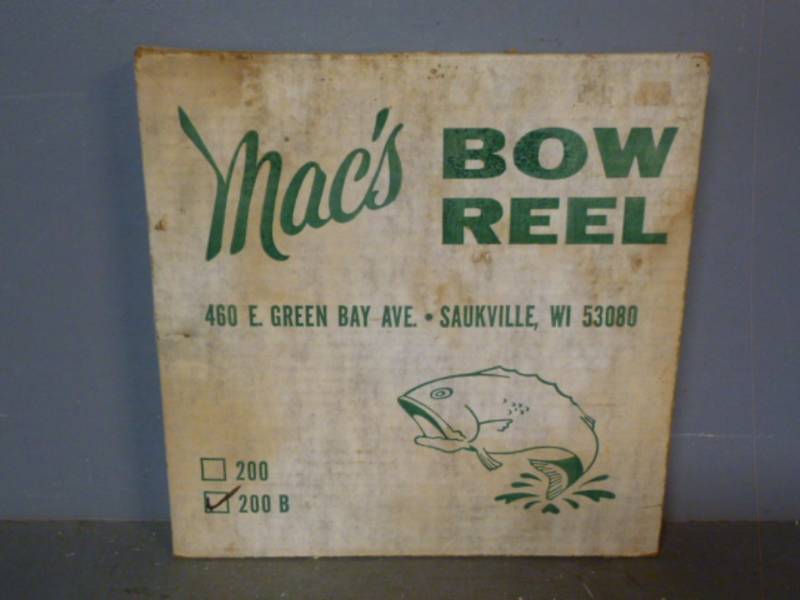 Mac's BOW
REEL
460 E. GREEN BAY AVE. • SAUKVILLE, WI 53080
200
200 B